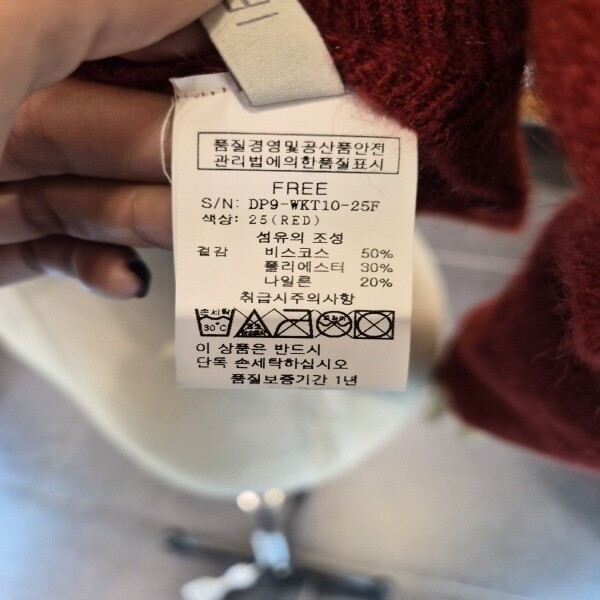 품질경영및공산품안전
관리법에의한품질표시
FREE
S/N: DP9-WKT10-25F
색상: 25(RED)
섬유의 조성
겉감 비스코스 50%
폴리에스터 30%
나일론 20%
취급시주의사항
손세탁
30°C
이 상품은 반드시
단독 손세탁하십시오
품질보증기간 1년